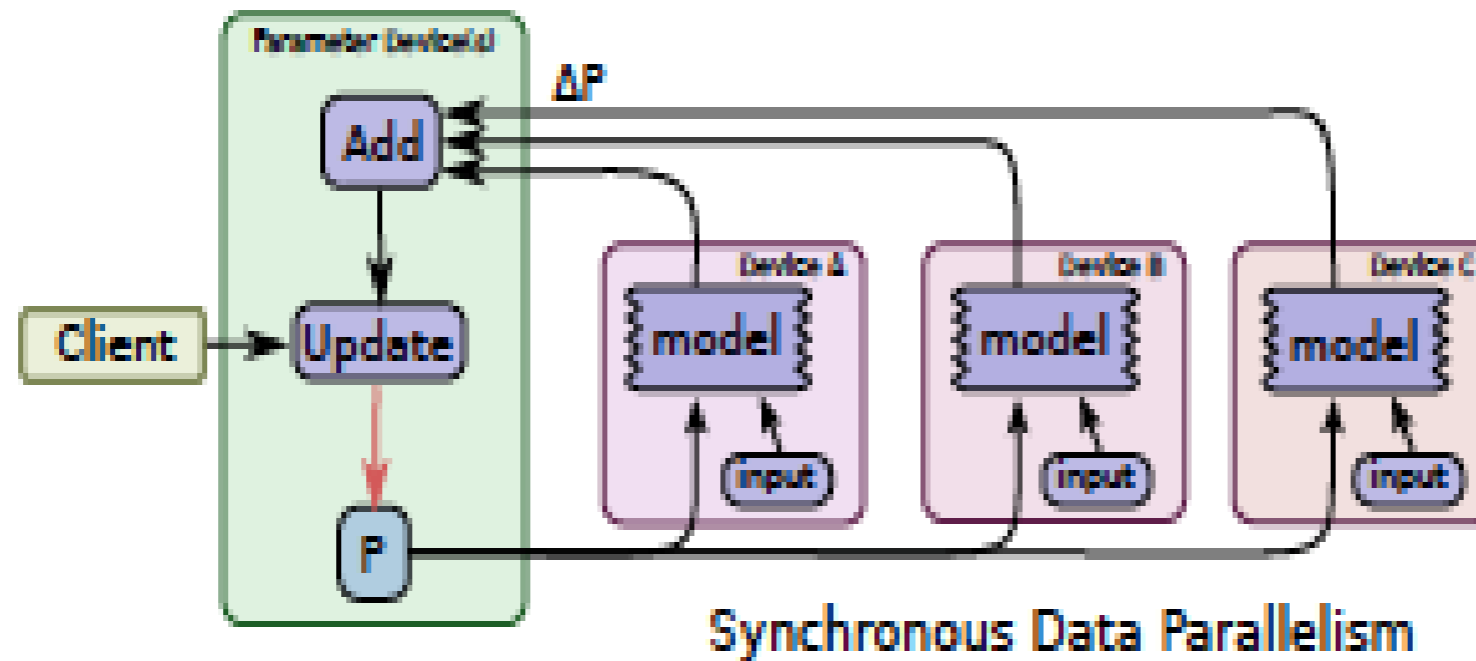 Parameter Device(s)
ΔP
Add
Device A
Device B
Device C
Client
Update
model
model
model
input
input
input
P
Synchronous Data Parallelism